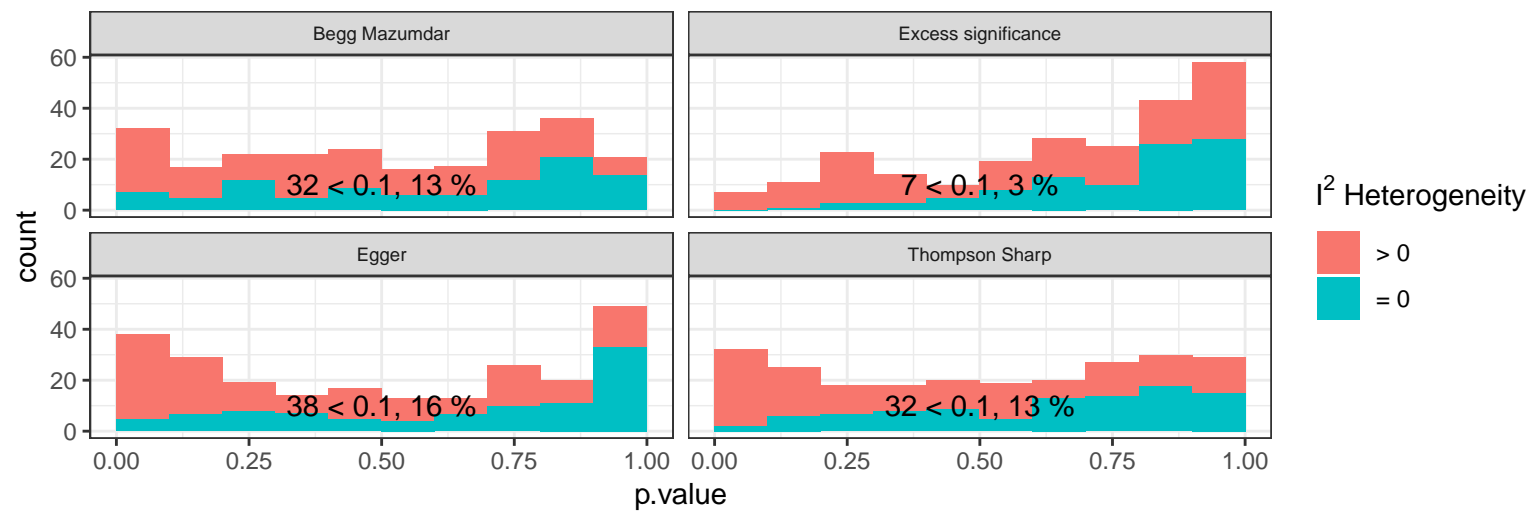 Begg Mazumdar
Excess significance
60
40
20
0
32 < 0.1, 13 %
7 < 0.1, 3 %
count
Egger
Thompson Sharp
60
40
20
0
38 < 0.1, 16 %
32 < 0.1, 13 %
0.00 0.25 0.50 0.75 1.00
0.00 0.25 0.50 0.75 1.00
p.value
I² Heterogeneity
> 0
= 0